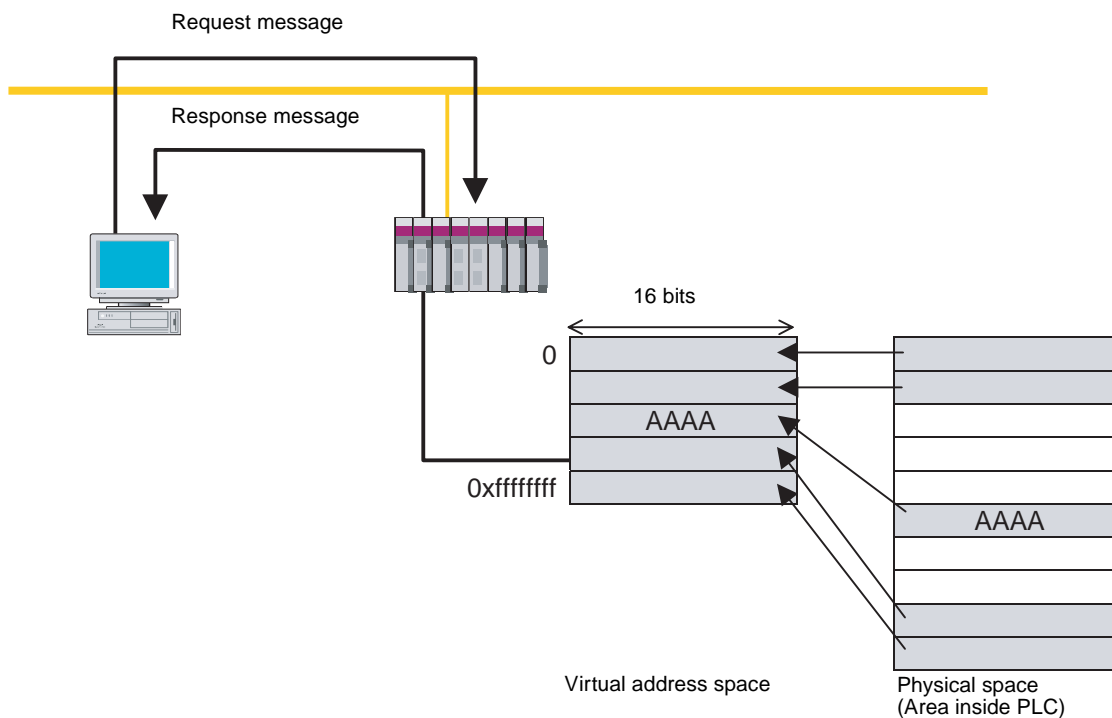 Request message
Response message
16 bits
0
AAAA
0xffffffff
AAAA
Virtual address space
Physical space
(Area inside PLC)